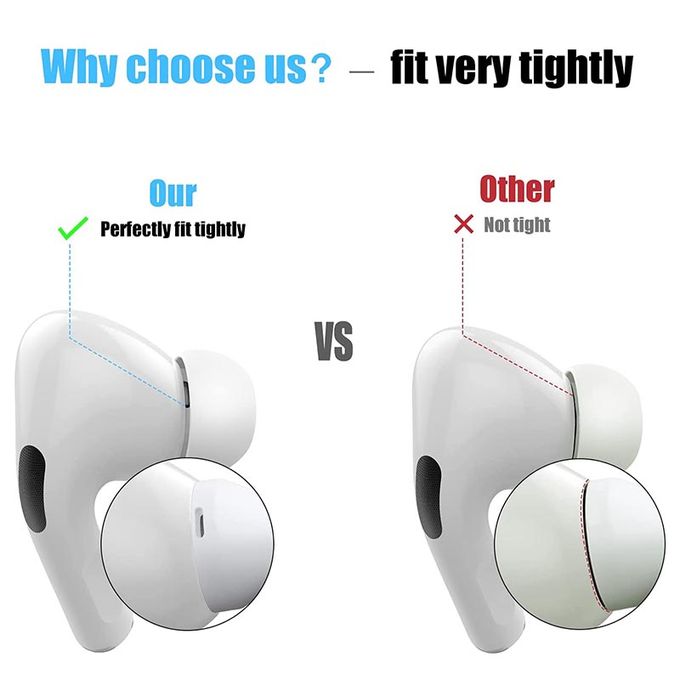 Why choose us? — fit very tightly
Our
Perfectly fit tightly
Other
Not tight
VS